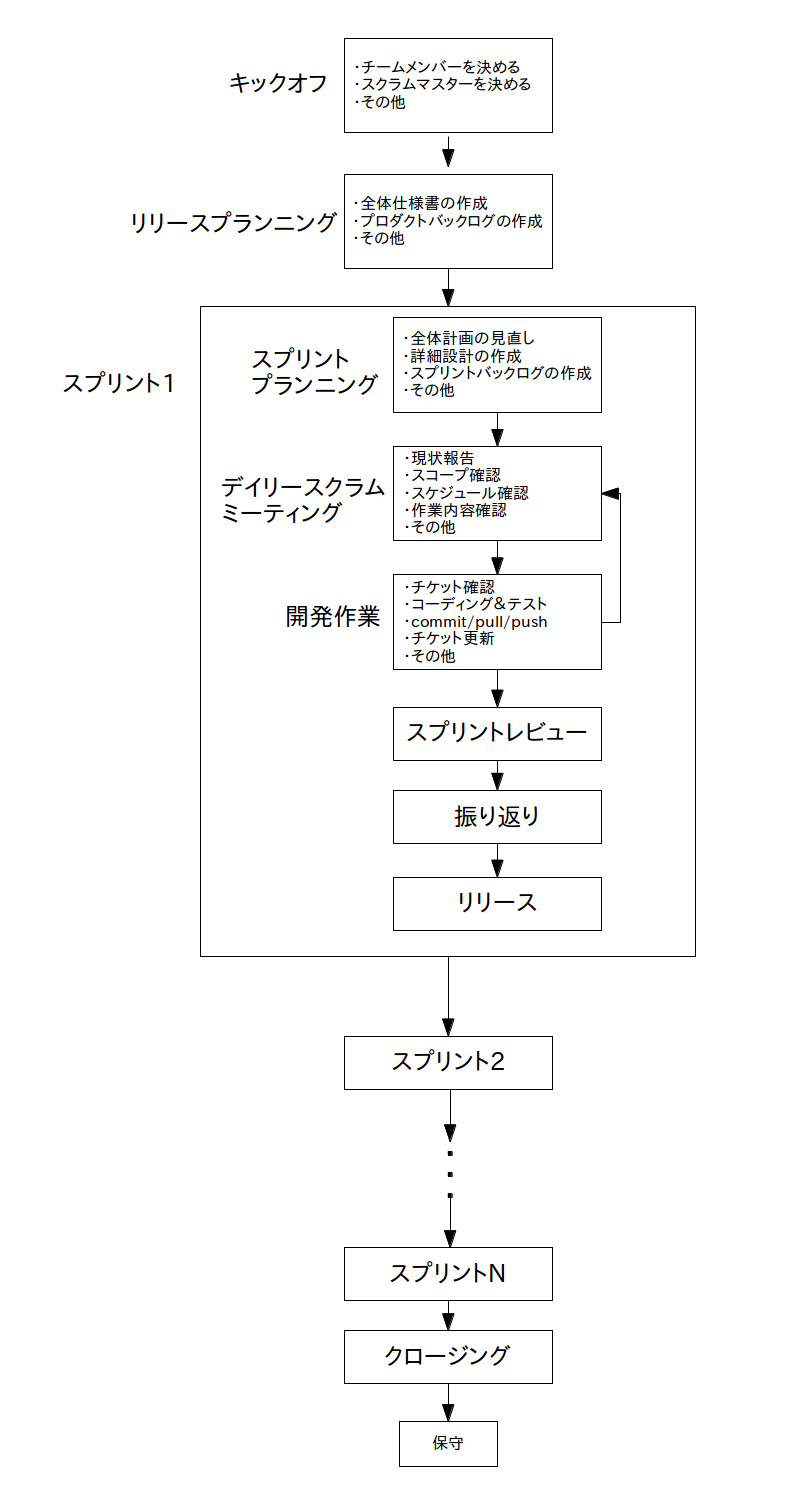 キックオフ
・チームメンバーを決める
・スクラムマスターを決める
・その他
リリースプランニング
・全体仕様書の作成
・プロダクトバックログの作成
・その他
スプリント1
スプリント
プランニング
・全体計画の見直し
・詳細設計の作成
・スプリントバックログの作成
・その他
デイリースクラム
ミーティング
・現状報告
・スコープ確認
・スケジュール確認
・作業内容確認
・その他
開発作業
・チケット確認
・コーディング&テスト
・commit/pull/push
・チケット更新
・その他
スプリントレビュー
振り返り
リリース
スプリント2
スプリントN
クロージング
保守